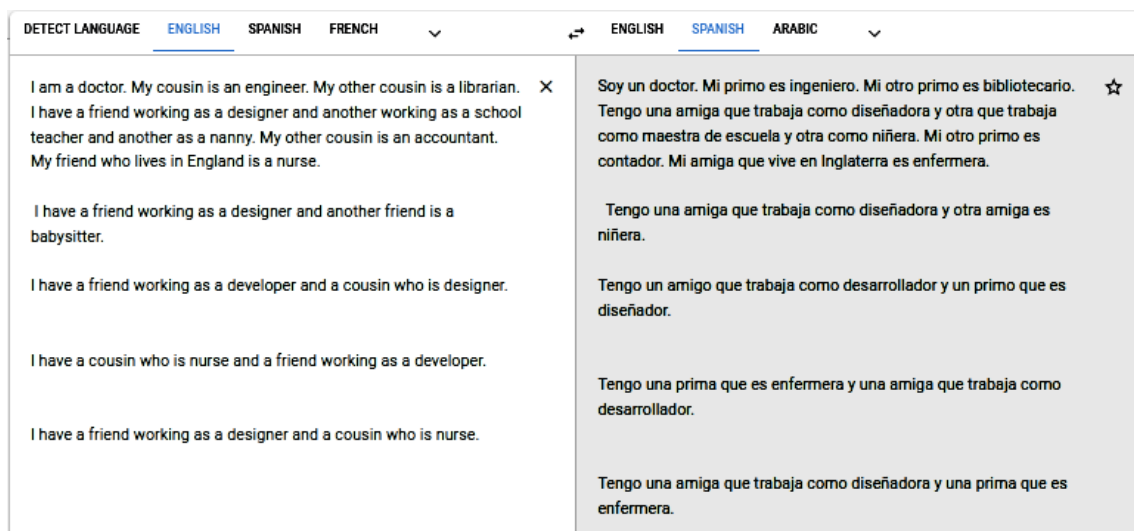 DETECT LANGUAGE ENGLISH SPANISH FRENCH
ENGLISH SPANISH ARABIC
I am a doctor. My cousin is an engineer. My other cousin is a librarian.
I have a friend working as a designer and another working as a school
teacher and another as a nanny. My other cousin is an accountant.
My friend who lives in England is a nurse.
I have a friend working as a designer and another friend is a
babysitter.
I have a friend working as a developer and a cousin who is designer.
I have a cousin who is nurse and a friend working as a developer.
I have a friend working as a designer and a cousin who is nurse.
Soy un doctor. Mi primo es ingeniero. Mi otro primo es bibliotecario.
Tengo una amiga que trabaja como diseñadora y otra que trabaja
como maestra de escuela y otra como niñera. Mi otro primo es
contador. Mi amiga que vive en Inglaterra es enfermera.
Tengo una amiga que trabaja como diseñadora y otra amiga es
niñera.
Tengo un amigo que trabaja como desarrollador y un primo que es
diseñador.
Tengo una prima que es enfermera y una amiga que trabaja como
desarrollador.
Tengo una amiga que trabaja como diseñadora y una prima que es
enfermera.